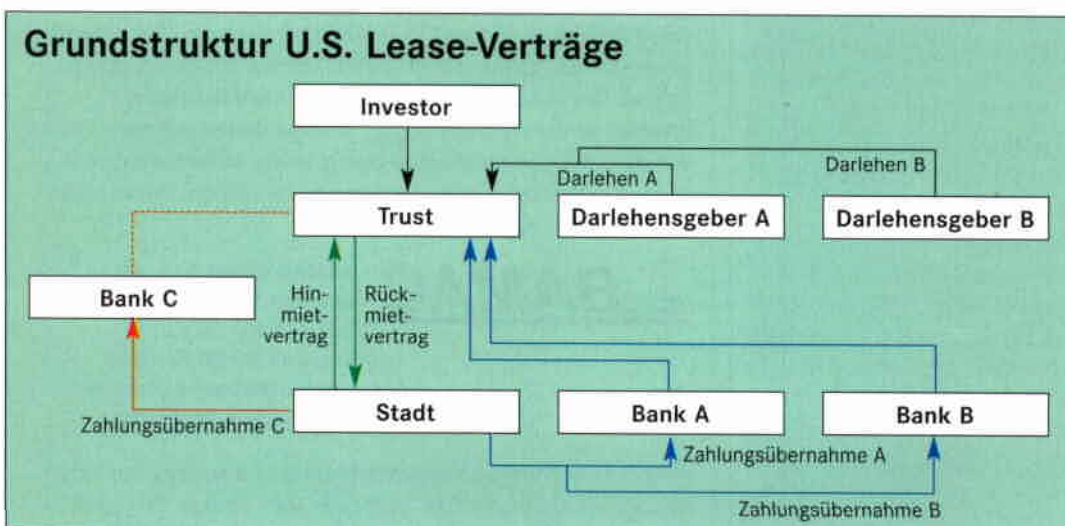 Grundstruktur U.S. Lease-Verträge
Investor
Darlehen A
Darlehen B
Trust
Darlehensgeber A
Darlehensgeber B
Bank C
Hin-
miet-
vertrag
Rück-
miet-
vertrag
Zahlungsübernahme C
Stadt
Bank A
Bank B
Zahlungsübernahme A
Zahlungsübernahme B